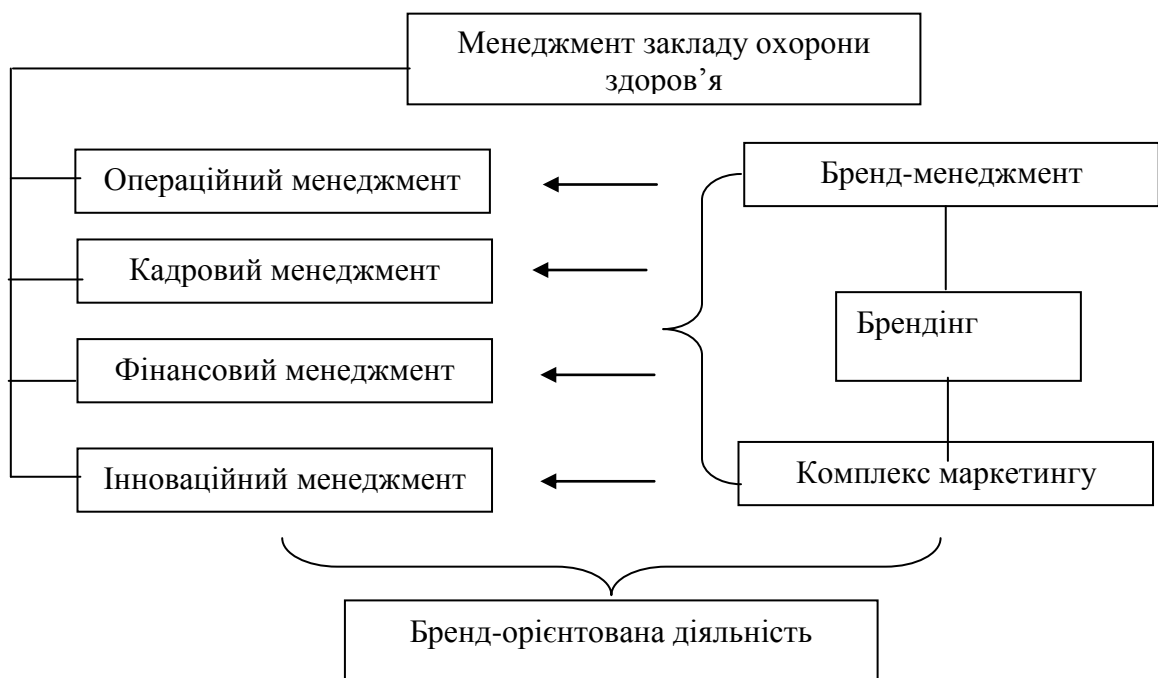 Менеджмент закладу охорони
здоров’я
Операційний менеджмент
Бренд-менеджмент
Кадровий менеджмент
Брендінг
Фінансовий менеджмент
Інноваційний менеджмент
Комплекс маркетингу
Бренд-орієнтована діяльність